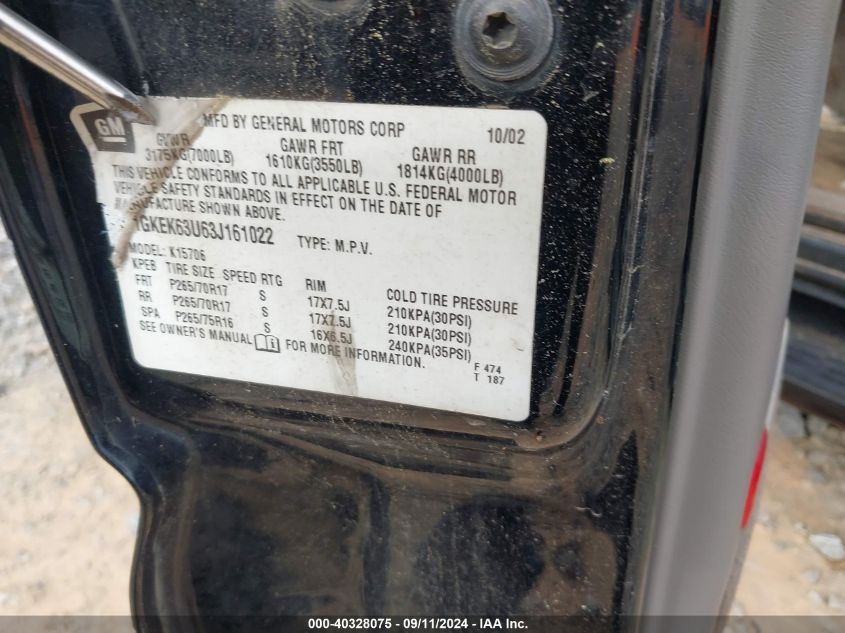 GM
MFD BY GENERAL MOTORS CORP 10/02
GVWR GAWR FRT GAWR RR
3175KG(7000LB) 1610KG(3550LB) 1814KG(4000LB)
THIS VEHICLE CONFORMS TO ALL APPLICABLE U.S. FEDERAL MOTOR
VEHICLE SAFETY STANDARDS IN EFFECT ON THE DATE OF
MANUFACTURE SHOWN ABOVE.
GKEK63U63J161022 TYPE: M.P.V.
MODEL: K15706
KPEB TIRE SIZE SPEED RTG RIM COLD TIRE PRESSURE
FRT P265/70R17 S 17X7.5J 210KPA(30PSI)
RR P265/70R17 S 17X7.5J 210KPA(30PSI)
SPA P265/75R16 S 16X6.5J 240KPA(35PSI)
SEE OWNER'S MANUAL FOR MORE INFORMATION.
F 474
T 187
000-40328075 - 09/11/2024 - IAA Inc.